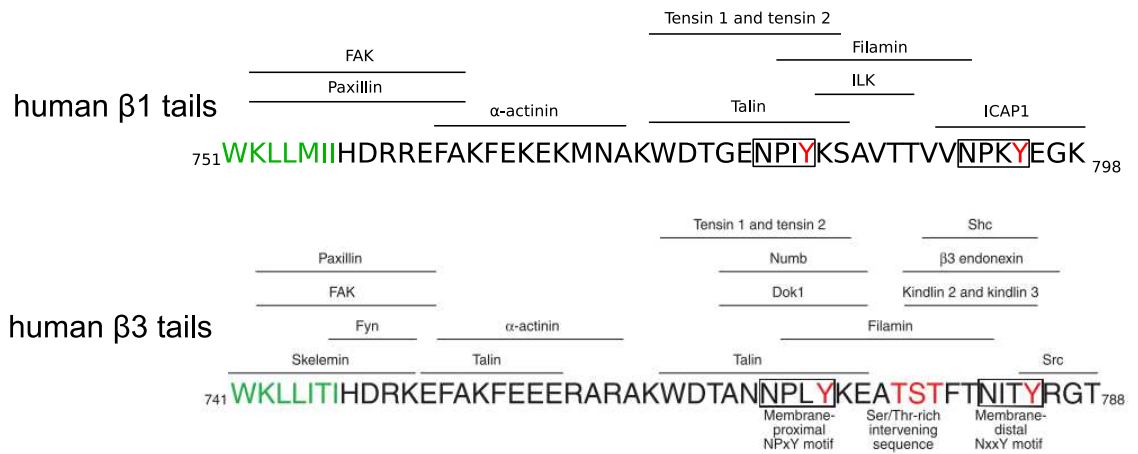 Tensin 1 and tensin 2
FAK Filamin
Paxillin ILK
human β1 tails α-actinin Talin ICAP1
751 WKLLMIIHDRREFAKFEKEKMNAKWDTGENPIYKSAVTTVVNPKYEGK 798
Tensin 1 and tensin 2 Shc
Paxillin Numb β3 endonexin
FAK Dok1 Kindlin 2 and kindlin 3
human β3 tails Fyn α-actinin Filamin
Skelemin Talin Talin Src
741 WKLLITIHDRKEFAKFEEERARAKWDTANNPLYKEATSTFTNITYRGT 788
Membrane- Ser/Thr-rich Membrane-
proximal intervening distal
NPxY motif sequence NxxY motif